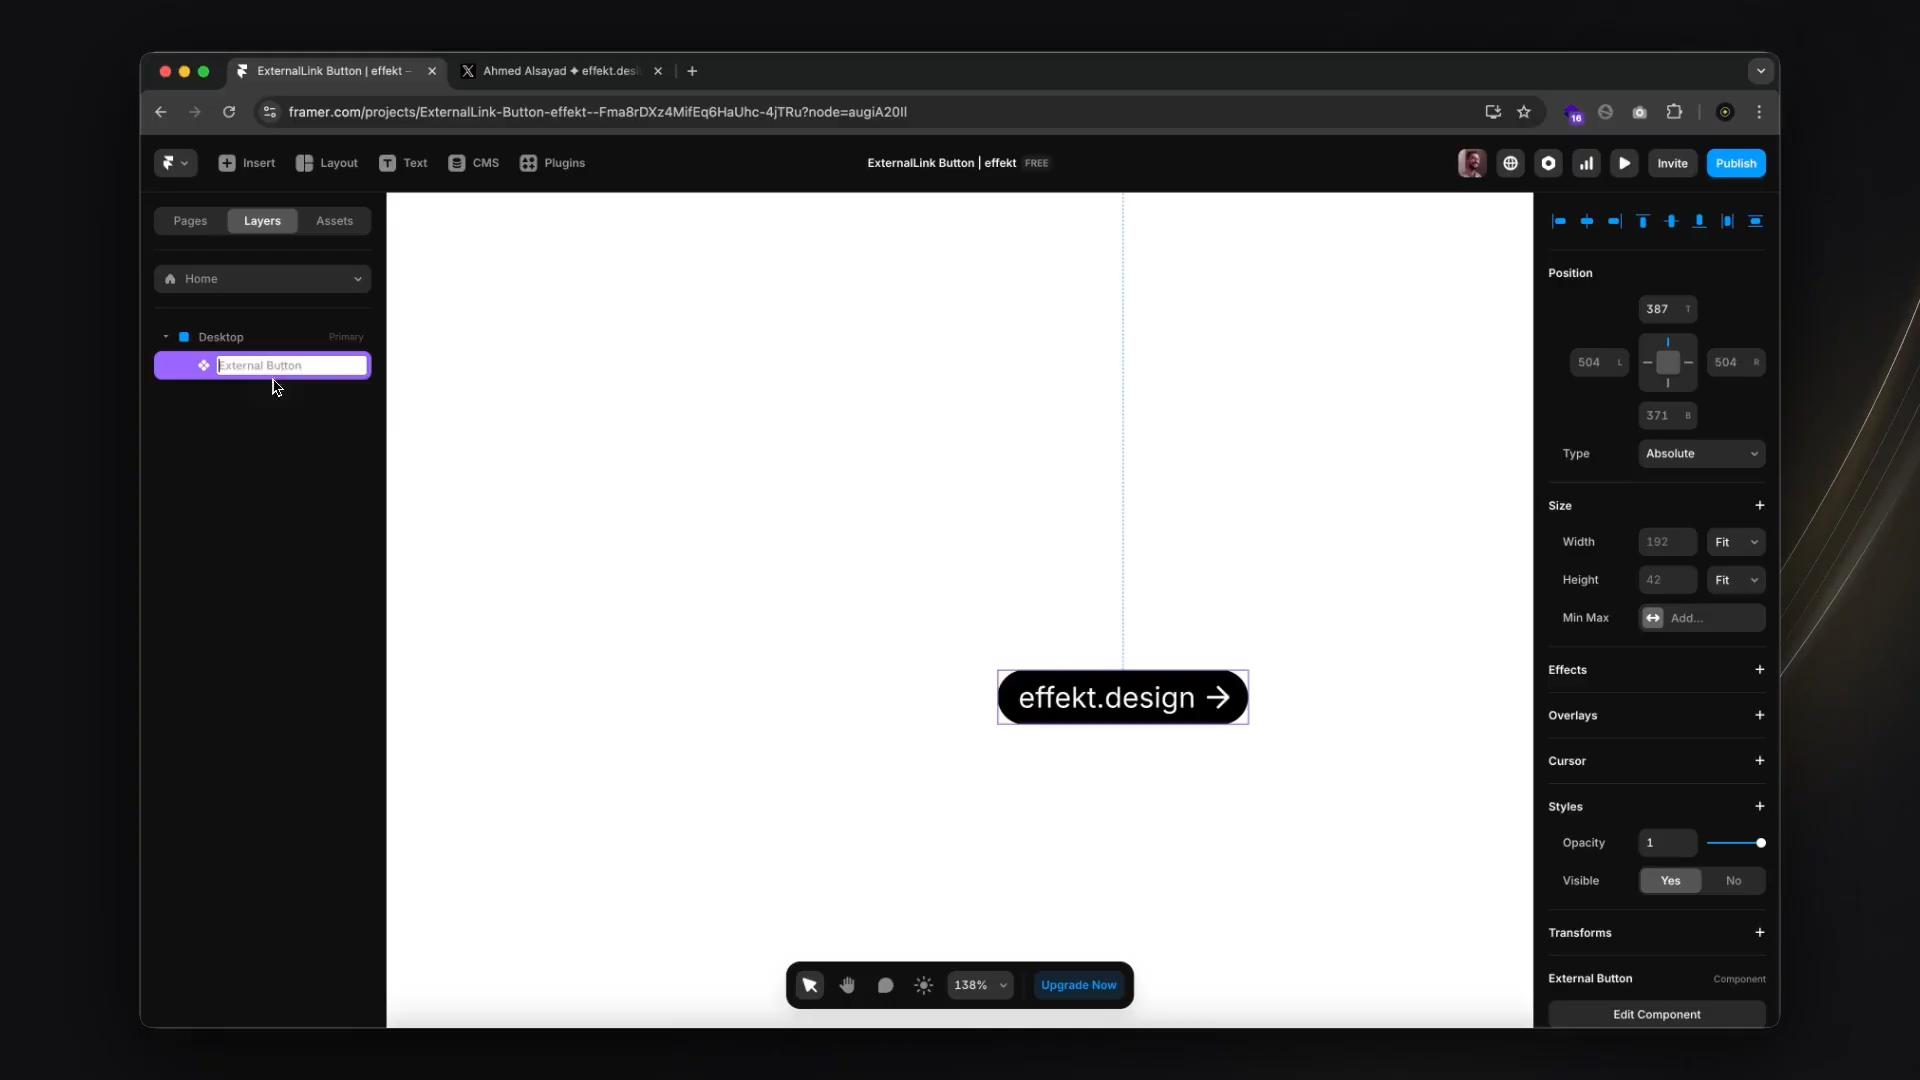 ExternalLink Button | effekt –
Ahmed Alsayad ✦ effekt.desi
framer.com/projects/ExternalLink-Button-effekt--Fma8rDXz4MifEq6HaUhc-4jTRu?node=augiA20Il
16
Insert
Layout
Text
CMS
Plugins
ExternalLink Button | effekt FREE
Invite
Publish
Pages
Layers
Assets
Home
Desktop
Primary
External Button
effekt.design →
138%
Upgrade Now
Position
387 T
504 L
504 R
371 B
Type
Absolute
Size
Width
192
Fit
Height
42
Fit
Min Max
Add...
Effects
Overlays
Cursor
Styles
Opacity
1
Visible
Yes
No
Transforms
External Button
Component
Edit Component